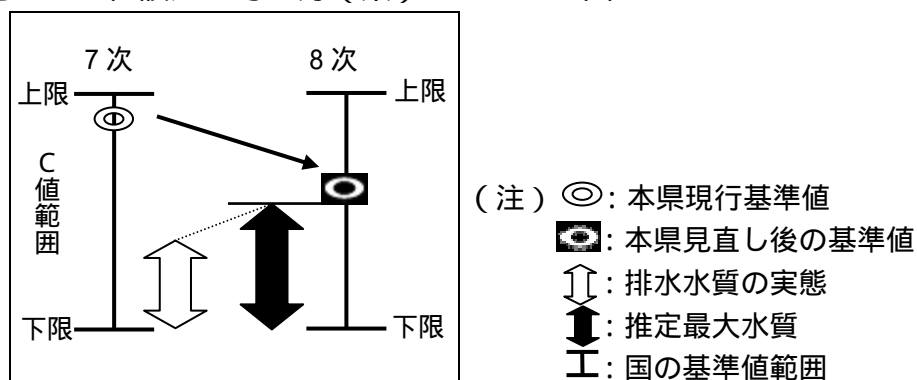 7次 8次
上限 上限
C値範囲
下限 下限
(注)◎:本県現行基準値
:本県見直し後の基準値
:排水水質の実態
:推定最大水質
:国の基準値範囲